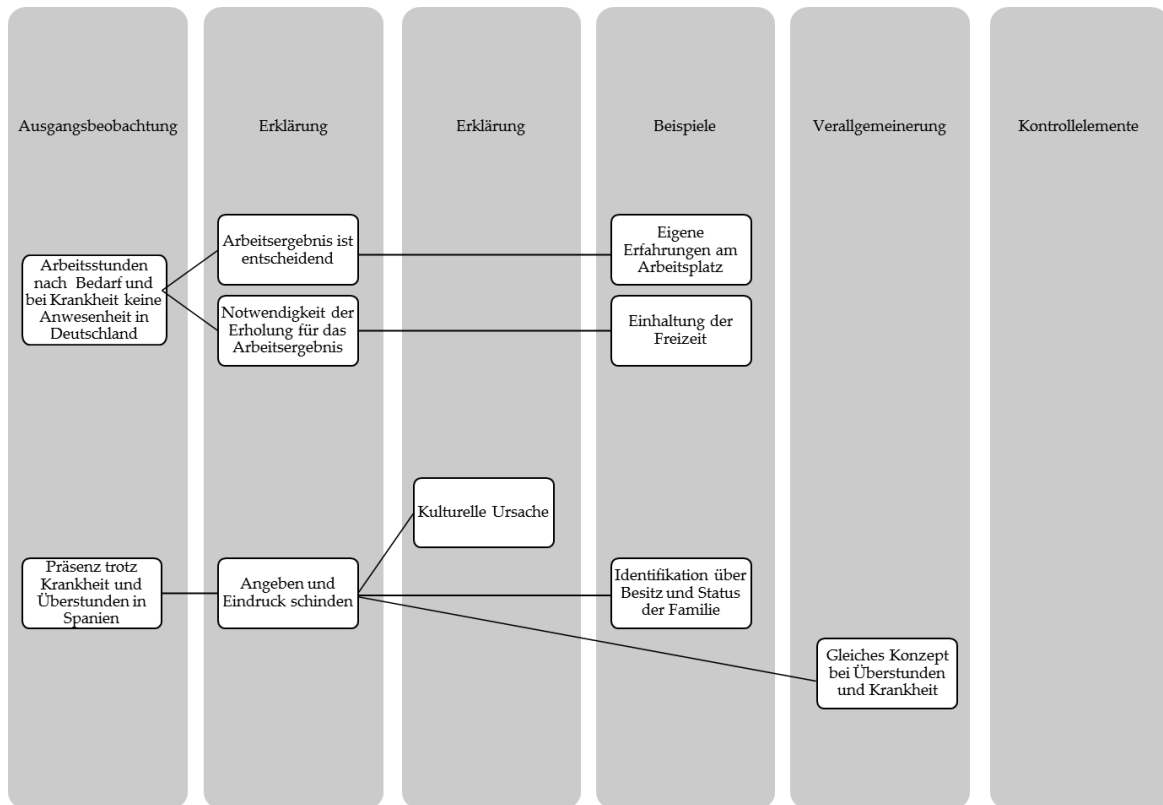 Ausgangsbeobachtung
Erklärung
Erklärung
Beispiele
Verallgemeinerung
Kontrollelemente
Arbeitsergebnis ist
entscheidend
Eigene
Erfahrungen am
Arbeitsplatz
Arbeitsstunden
nach Bedarf und
bei Krankheit keine
Anwesenheit in
Deutschland
Notwendigkeit der
Erholung für das
Arbeitsergebnis
Einhaltung der
Freizeit
Kulturelle Ursache
Präsenz trotz
Krankheit und
Überstunden in
Spanien
Angeben und
Eindruck schinden
Identifikation über
Besitz und Status
der Familie
Gleiches Konzept
bei Überstunden
und Krankheit